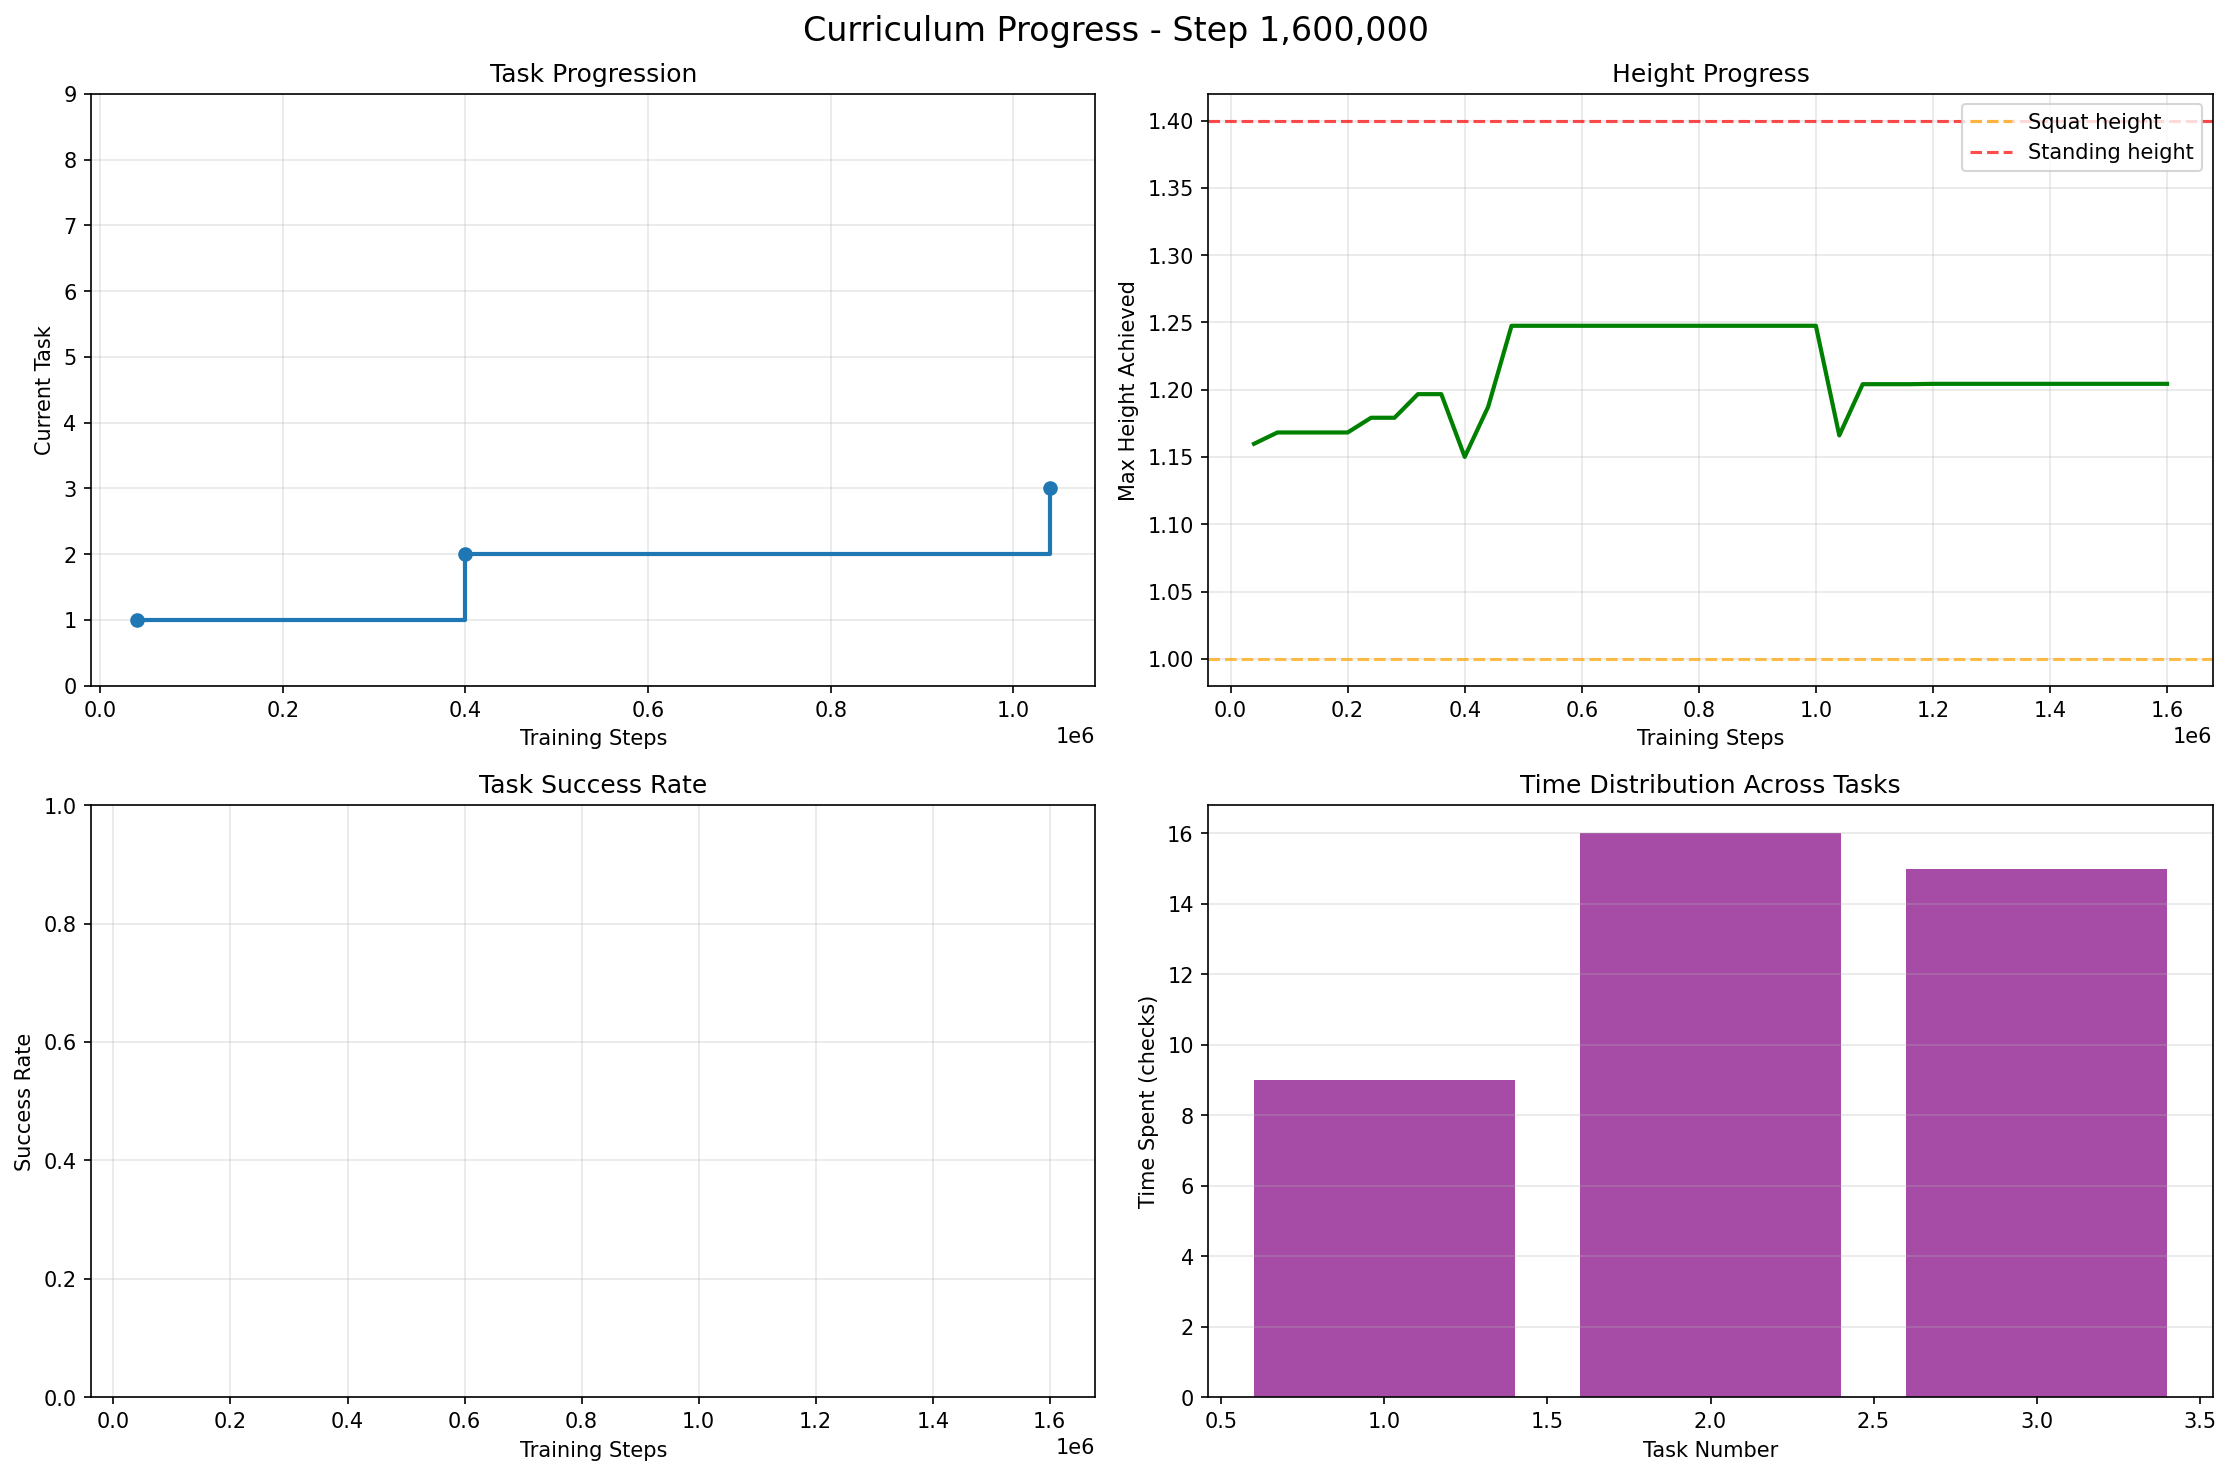 Curriculum Progress - Step 1,600,000
Task Progression
9
8
7
6
5
4
3
2
1
0
Current Task
0.0 0.2 0.4 0.6 0.8 1.0
1e6
Training Steps
Height Progress
Squat height
Standing height
1.40
1.35
1.30
1.25
1.20
1.15
1.10
1.05
1.00
Max Height Achieved
0.0 0.2 0.4 0.6 0.8 1.0 1.2 1.4 1.6
1e6
Training Steps
Task Success Rate
1.0
0.8
0.6
0.4
0.2
0.0
Success Rate
0.0 0.2 0.4 0.6 0.8 1.0 1.2 1.4 1.6
1e6
Training Steps
Time Distribution Across Tasks
16
14
12
10
8
6
4
2
0
Time Spent (checks)
0.5 1.0 1.5 2.0 2.5 3.0 3.5
Task Number